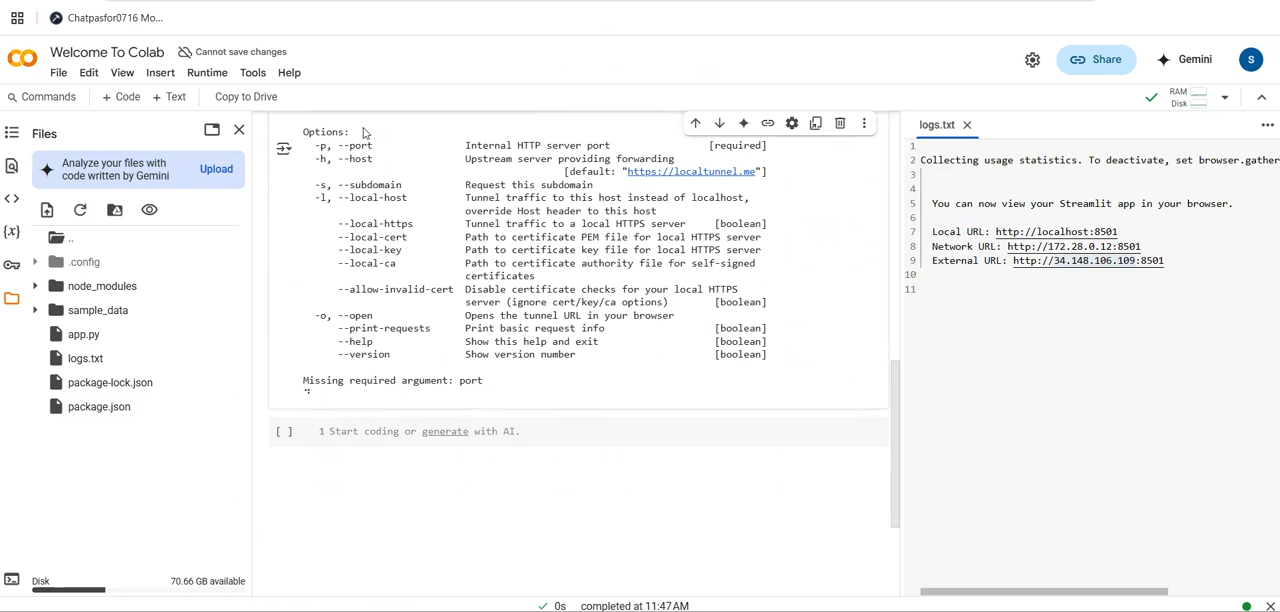 Chatpasfor0716 Mo...
Welcome To Colab
Cannot save changes
File Edit View Insert Runtime Tools Help
Share
Gemini
S
Commands + Code + Text Copy to Drive
RAM
Disk
Files
Analyze your files with
code written by Gemini
Upload
..
.config
node_modules
sample_data
app.py
logs.txt
package-lock.json
package.json
Disk
70.66 GB available
Options:
-p, --port Internal HTTP server port [required]
-h, --host Upstream server providing forwarding
[default: "https://localtunnel.me"]
-s, --subdomain Request this subdomain
-l, --local-host Tunnel traffic to this host instead of localhost,
override Host header to this host
--local-https Tunnel traffic to a local HTTPS server [boolean]
--local-cert Path to certificate PEM file for local HTTPS server
--local-key Path to certificate key file for local HTTPS server
--local-ca Path to certificate authority file for self-signed
certificates
--allow-invalid-cert Disable certificate checks for your local HTTPS
server (ignore cert/key/ca options) [boolean]
-o, --open Opens the tunnel URL in your browser
--print-requests Print basic request info [boolean]
--help Show this help and exit [boolean]
--version Show version number [boolean]
Missing required argument: port
[ ] 1 Start coding or generate with AI.
logs.txt
1
2 Collecting usage statistics. To deactivate, set browser.gather
3
4
5 You can now view your Streamlit app in your browser.
6
7 Local URL: http://localhost:8501
8 Network URL: http://172.28.0.12:8501
9 External URL: http://34.148.106.109:8501
10
11
0s completed at 11:47 AM